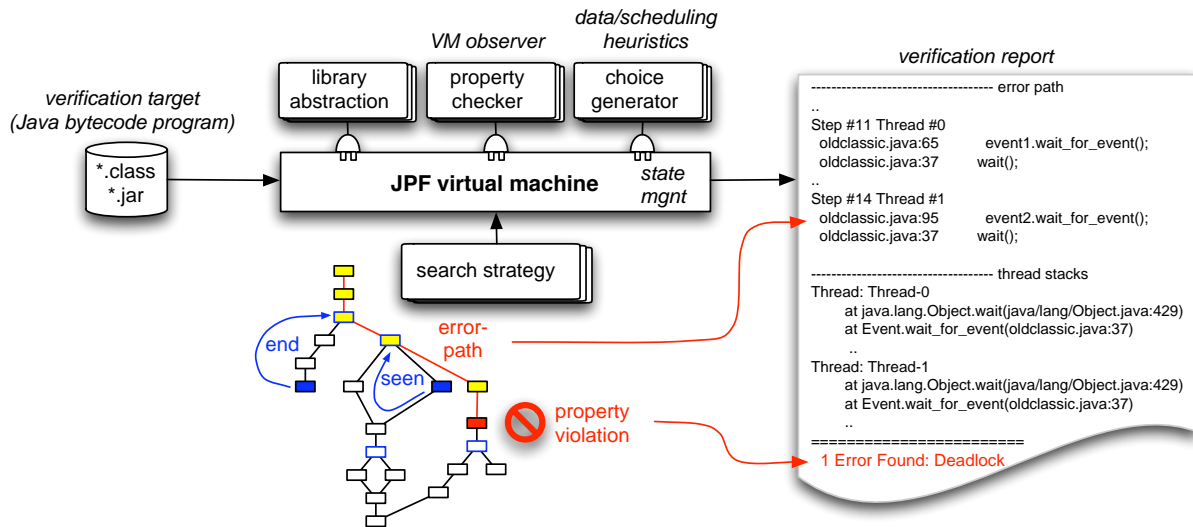 data/scheduling
heuristics
VM observer
verification report
library
abstraction
property
checker
choice
generator
verification target
(Java bytecode program)
*.class
*.jar
JPF virtual machine
state
mgnt
search strategy
end
seen
error-
path
property
violation
------------------------------------ error path
..
Step #11 Thread #0
oldclassic.java:65 event1.wait_for_event();
oldclassic.java:37 wait();
..
Step #14 Thread #1
oldclassic.java:95 event2.wait_for_event();
oldclassic.java:37 wait();
------------------------------------ thread stacks
Thread: Thread-0
at java.lang.Object.wait(java/lang/Object.java:429)
at Event.wait_for_event(oldclassic.java:37)
..
Thread: Thread-1
at java.lang.Object.wait(java/lang/Object.java:429)
at Event.wait_for_event(oldclassic.java:37)
..
========================
1 Error Found: Deadlock